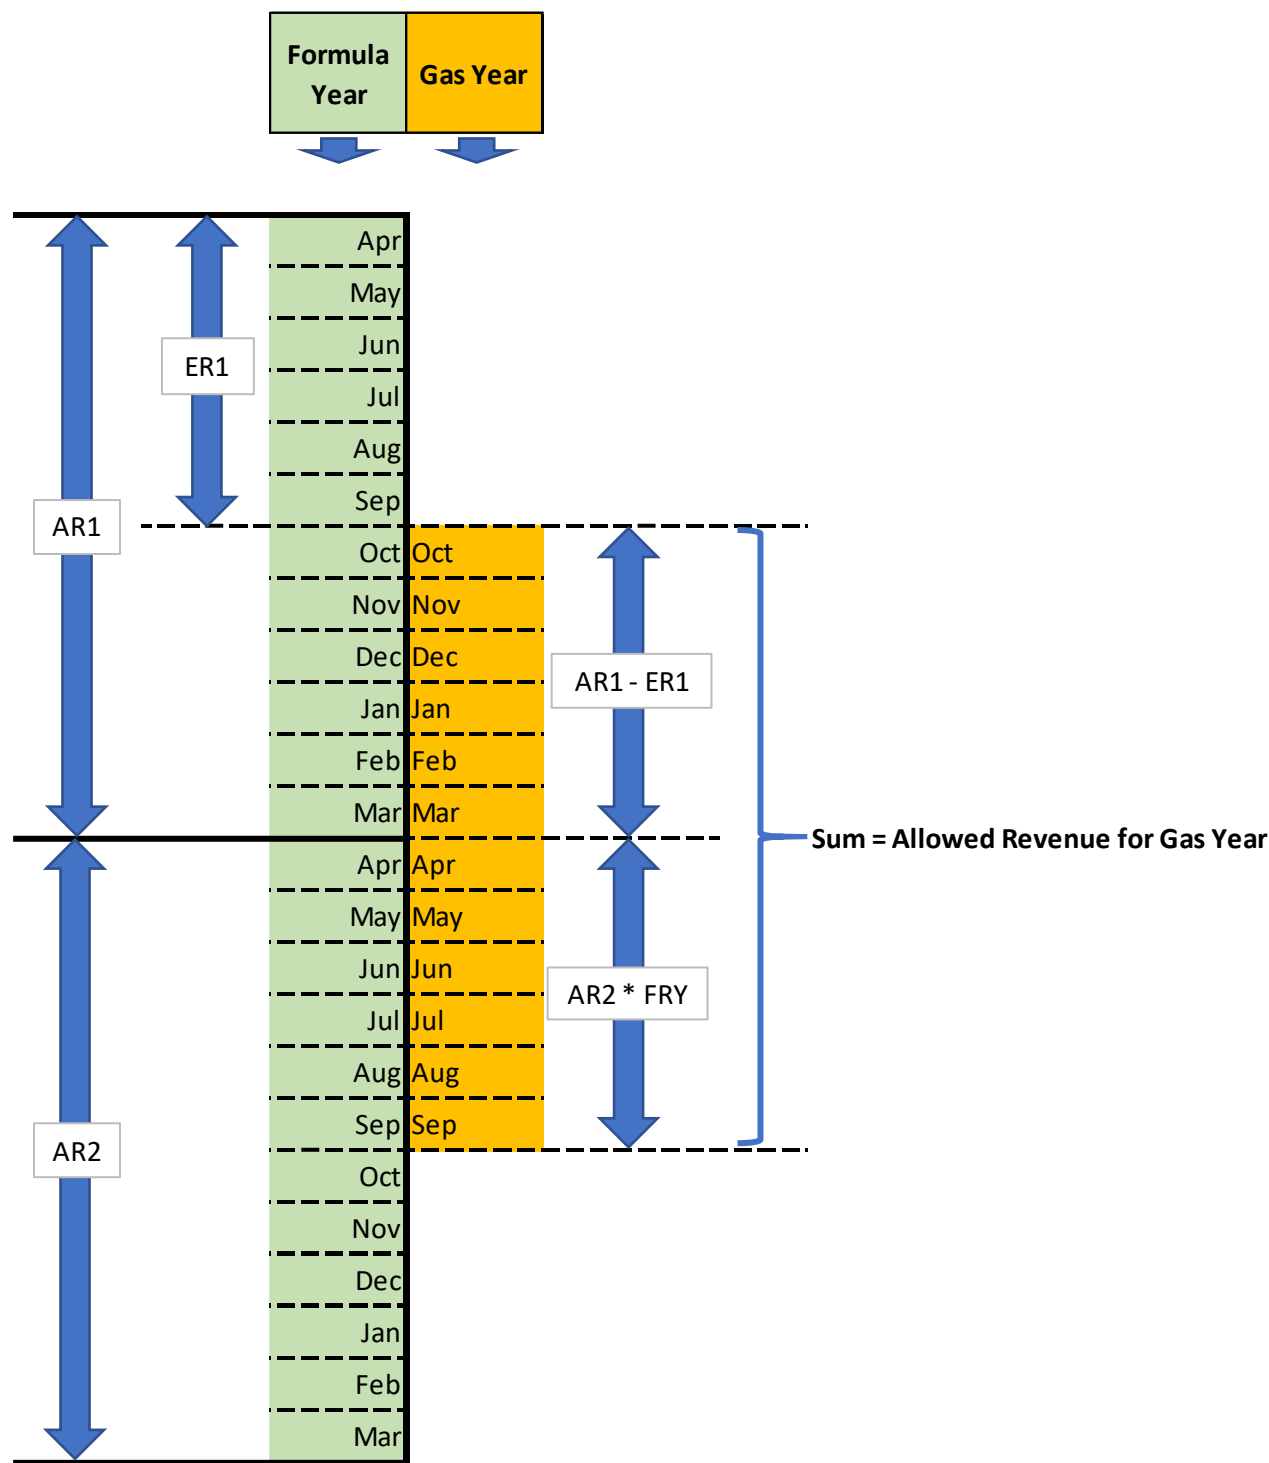 Formula
Year
Gas Year
Apr
May
Jun
ER1
Jul
Aug
Sep
AR1
Oct Oct
Nov Nov
Dec Dec
AR1 - ER1
Jan Jan
Feb Feb
Mar Mar
Sum = Allowed Revenue for Gas Year
Apr Apr
May May
Jun Jun
AR2 * FRY
Jul Jul
Aug Aug
Sep Sep
AR2
Oct
Nov
Dec
Jan
Feb
Mar